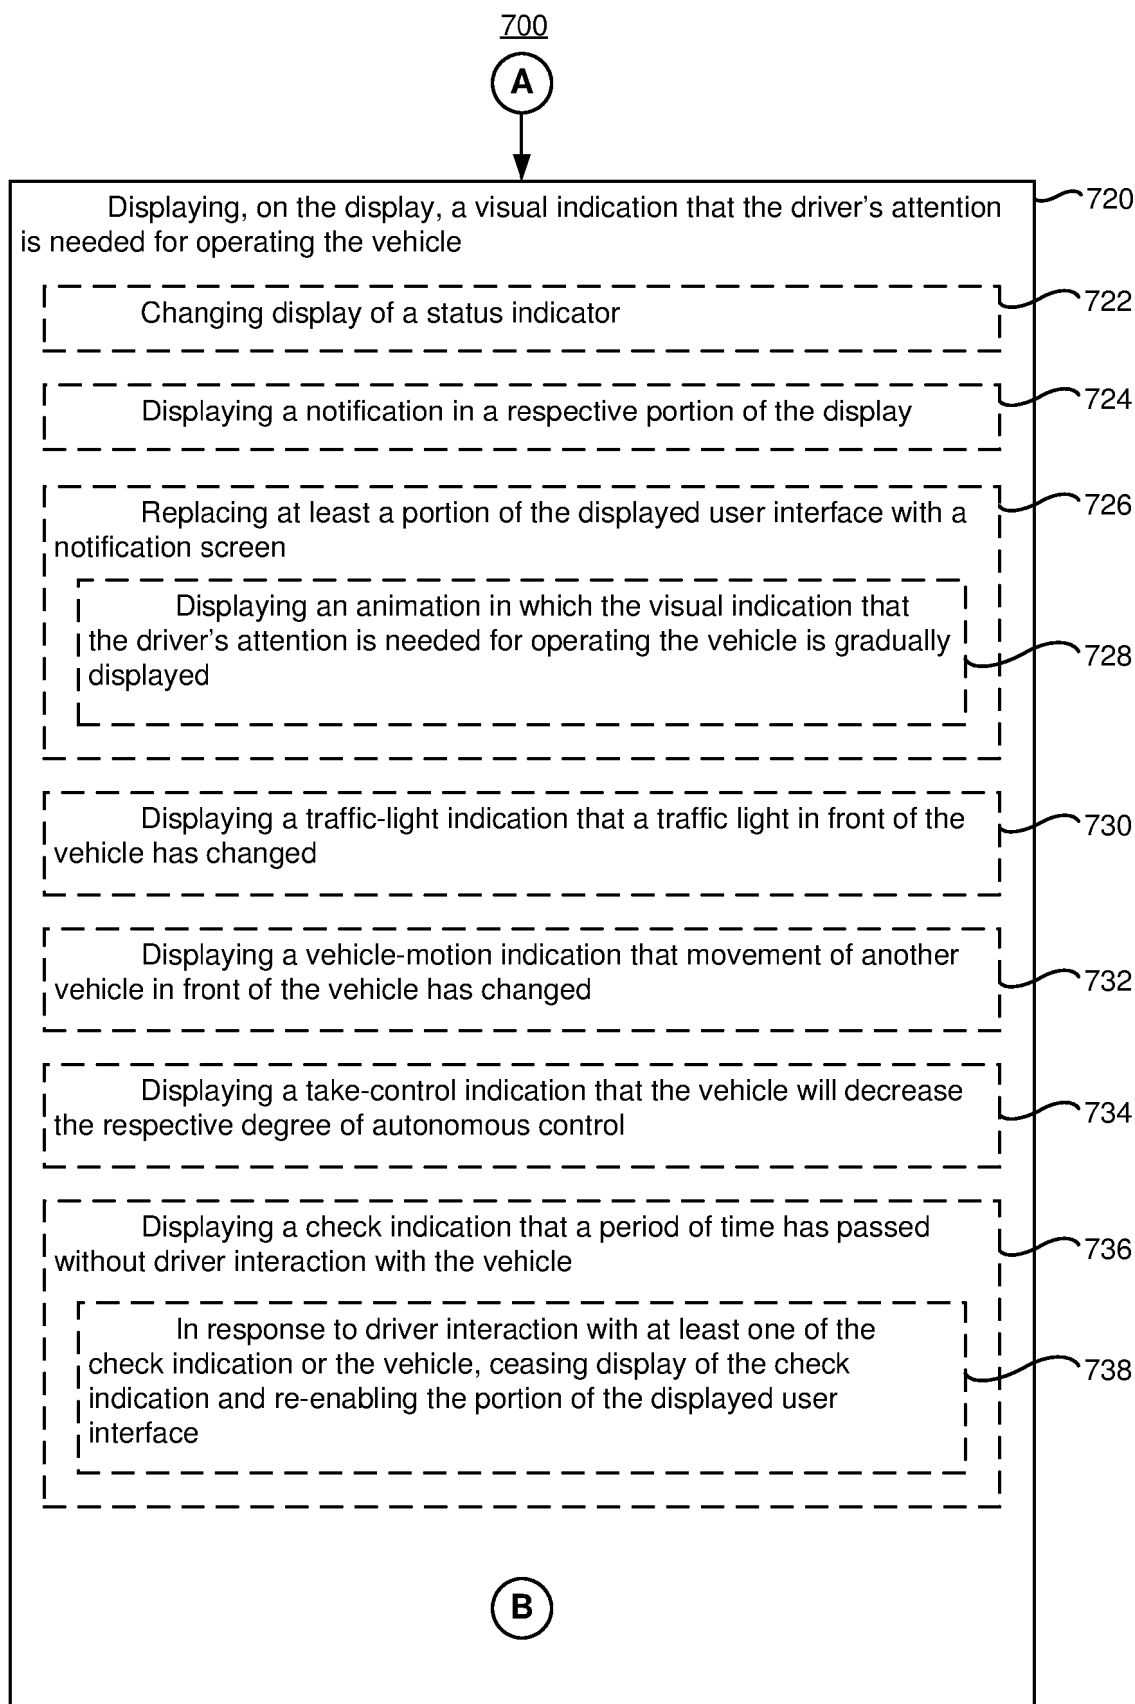 700
A
Displaying, on the display, a visual indication that the driver's attention
is needed for operating the vehicle
720
Changing display of a status indicator
722
Displaying a notification in a respective portion of the display
724
Replacing at least a portion of the displayed user interface with a
notification screen
726
Displaying an animation in which the visual indication that
the driver's attention is needed for operating the vehicle is gradually
displayed
728
Displaying a traffic-light indication that a traffic light in front of the
vehicle has changed
730
Displaying a vehicle-motion indication that movement of another
vehicle in front of the vehicle has changed
732
Displaying a take-control indication that the vehicle will decrease
the respective degree of autonomous control
734
Displaying a check indication that a period of time has passed
without driver interaction with the vehicle
736
In response to driver interaction with at least one of the
check indication or the vehicle, ceasing display of the check
indication and re-enabling the portion of the displayed user
interface
738
B